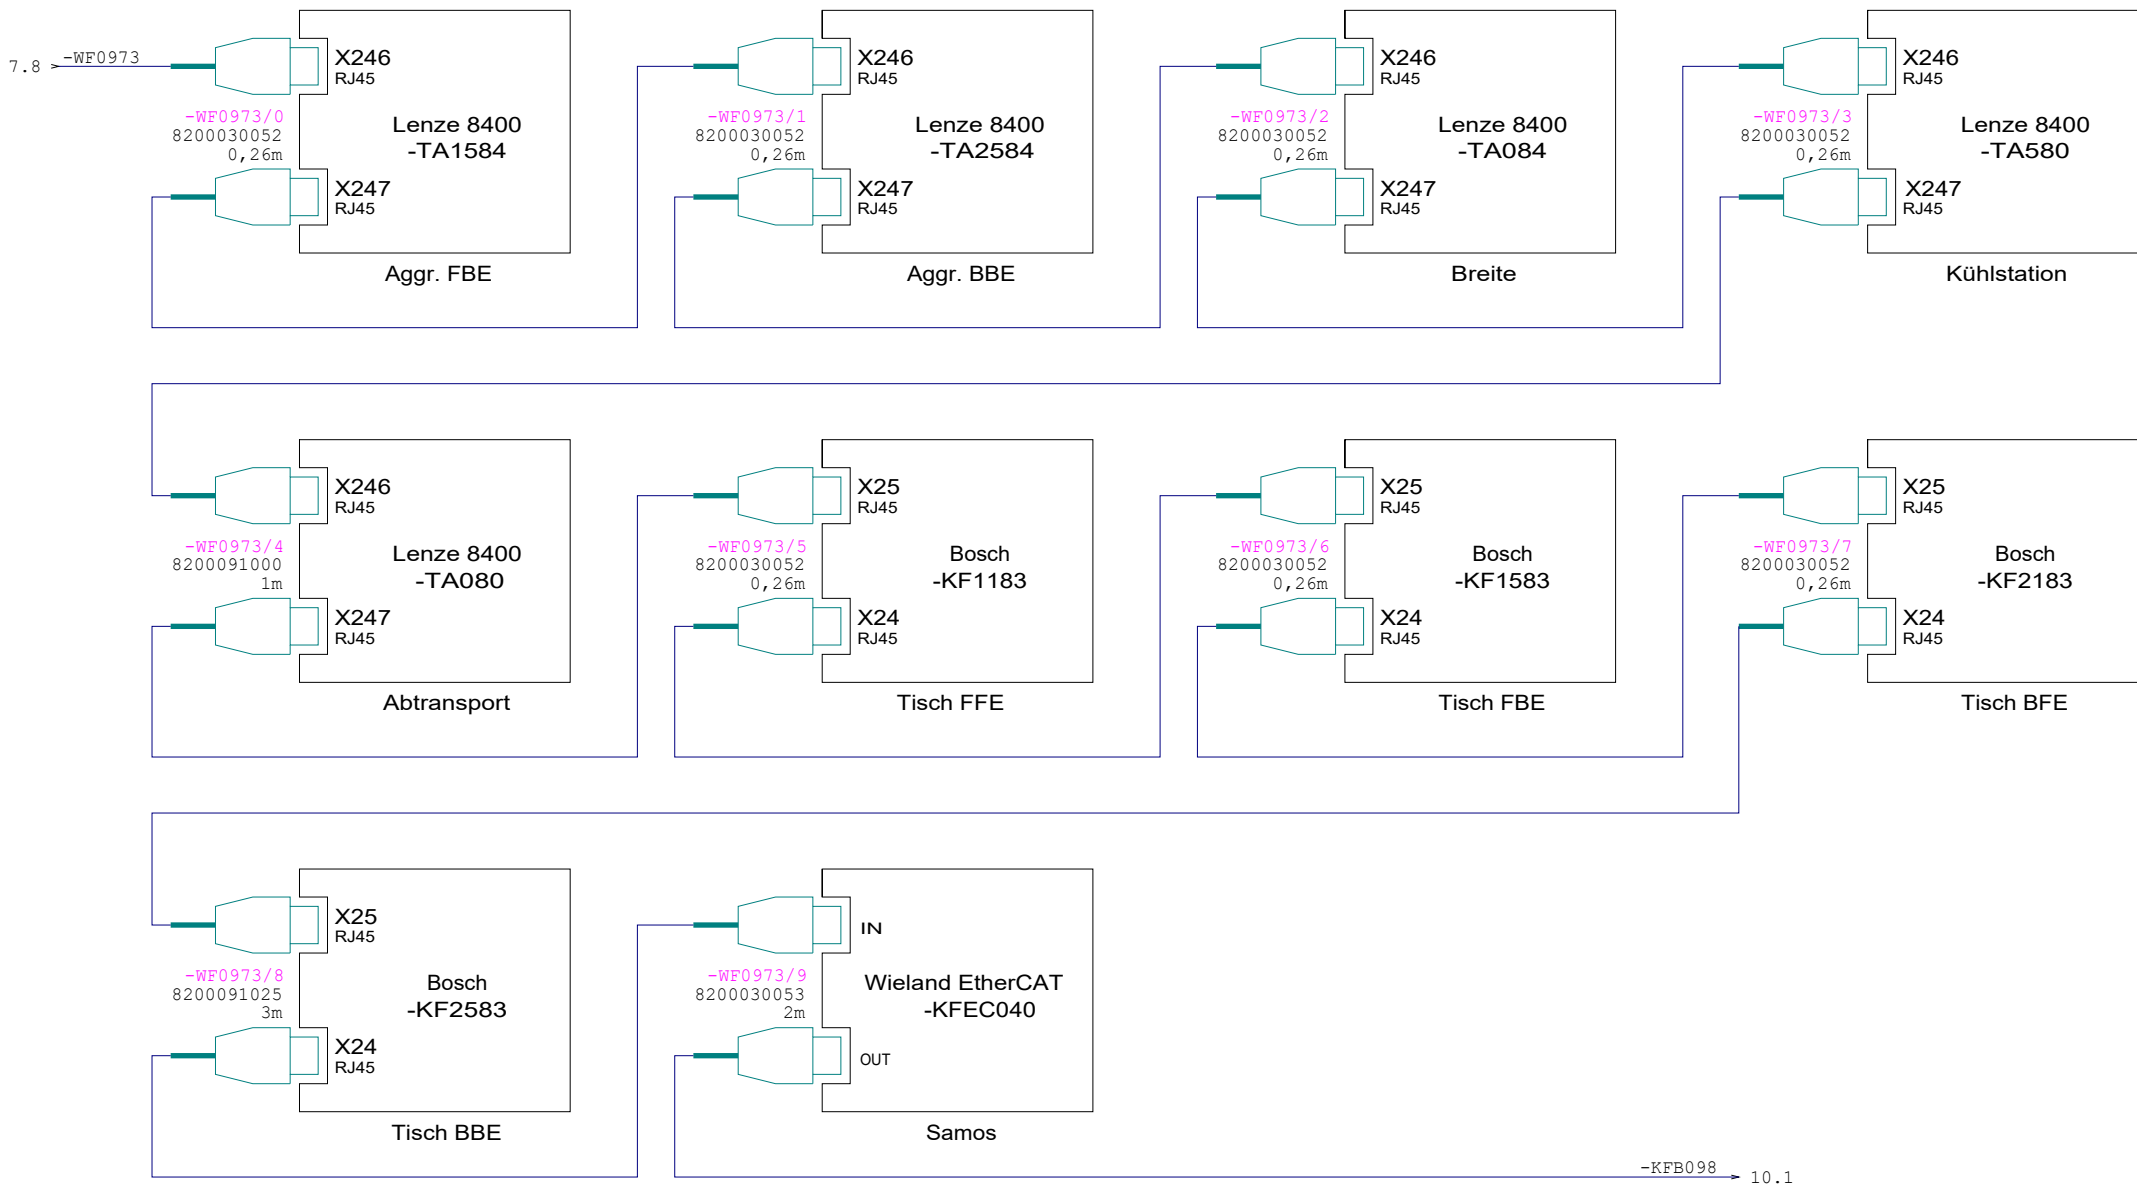 7.8
-WF0973
X246
RJ45
-WF0973/0
8200030052
0,26m
Lenze 8400
-TA1584
X247
RJ45
Aggr. FBE
X246
RJ45
-WF0973/1
8200030052
0,26m
Lenze 8400
-TA2584
X247
RJ45
Aggr. BBE
X246
RJ45
-WF0973/2
8200030052
0,26m
Lenze 8400
-TA084
X247
RJ45
Breite
X246
RJ45
-WF0973/3
8200030052
0,26m
Lenze 8400
-TA580
X247
RJ45
Kühlstation
X246
RJ45
-WF0973/4
8200091000
1m
Lenze 8400
-TA080
X247
RJ45
Abtransport
X25
RJ45
-WF0973/5
8200030052
0,26m
Bosch
-KF1183
X24
RJ45
Tisch FFE
X25
RJ45
-WF0973/6
8200030052
0,26m
Bosch
-KF1583
X24
RJ45
Tisch FBE
X25
RJ45
-WF0973/7
8200030052
0,26m
Bosch
-KF2183
X24
RJ45
Tisch BFE
X25
RJ45
-WF0973/8
8200091025
3m
Bosch
-KF2583
X24
RJ45
Tisch BBE
IN
-WF0973/9
8200030053
2m
Wieland EtherCAT
-KFEC040
OUT
Samos
-KFB098
10.1